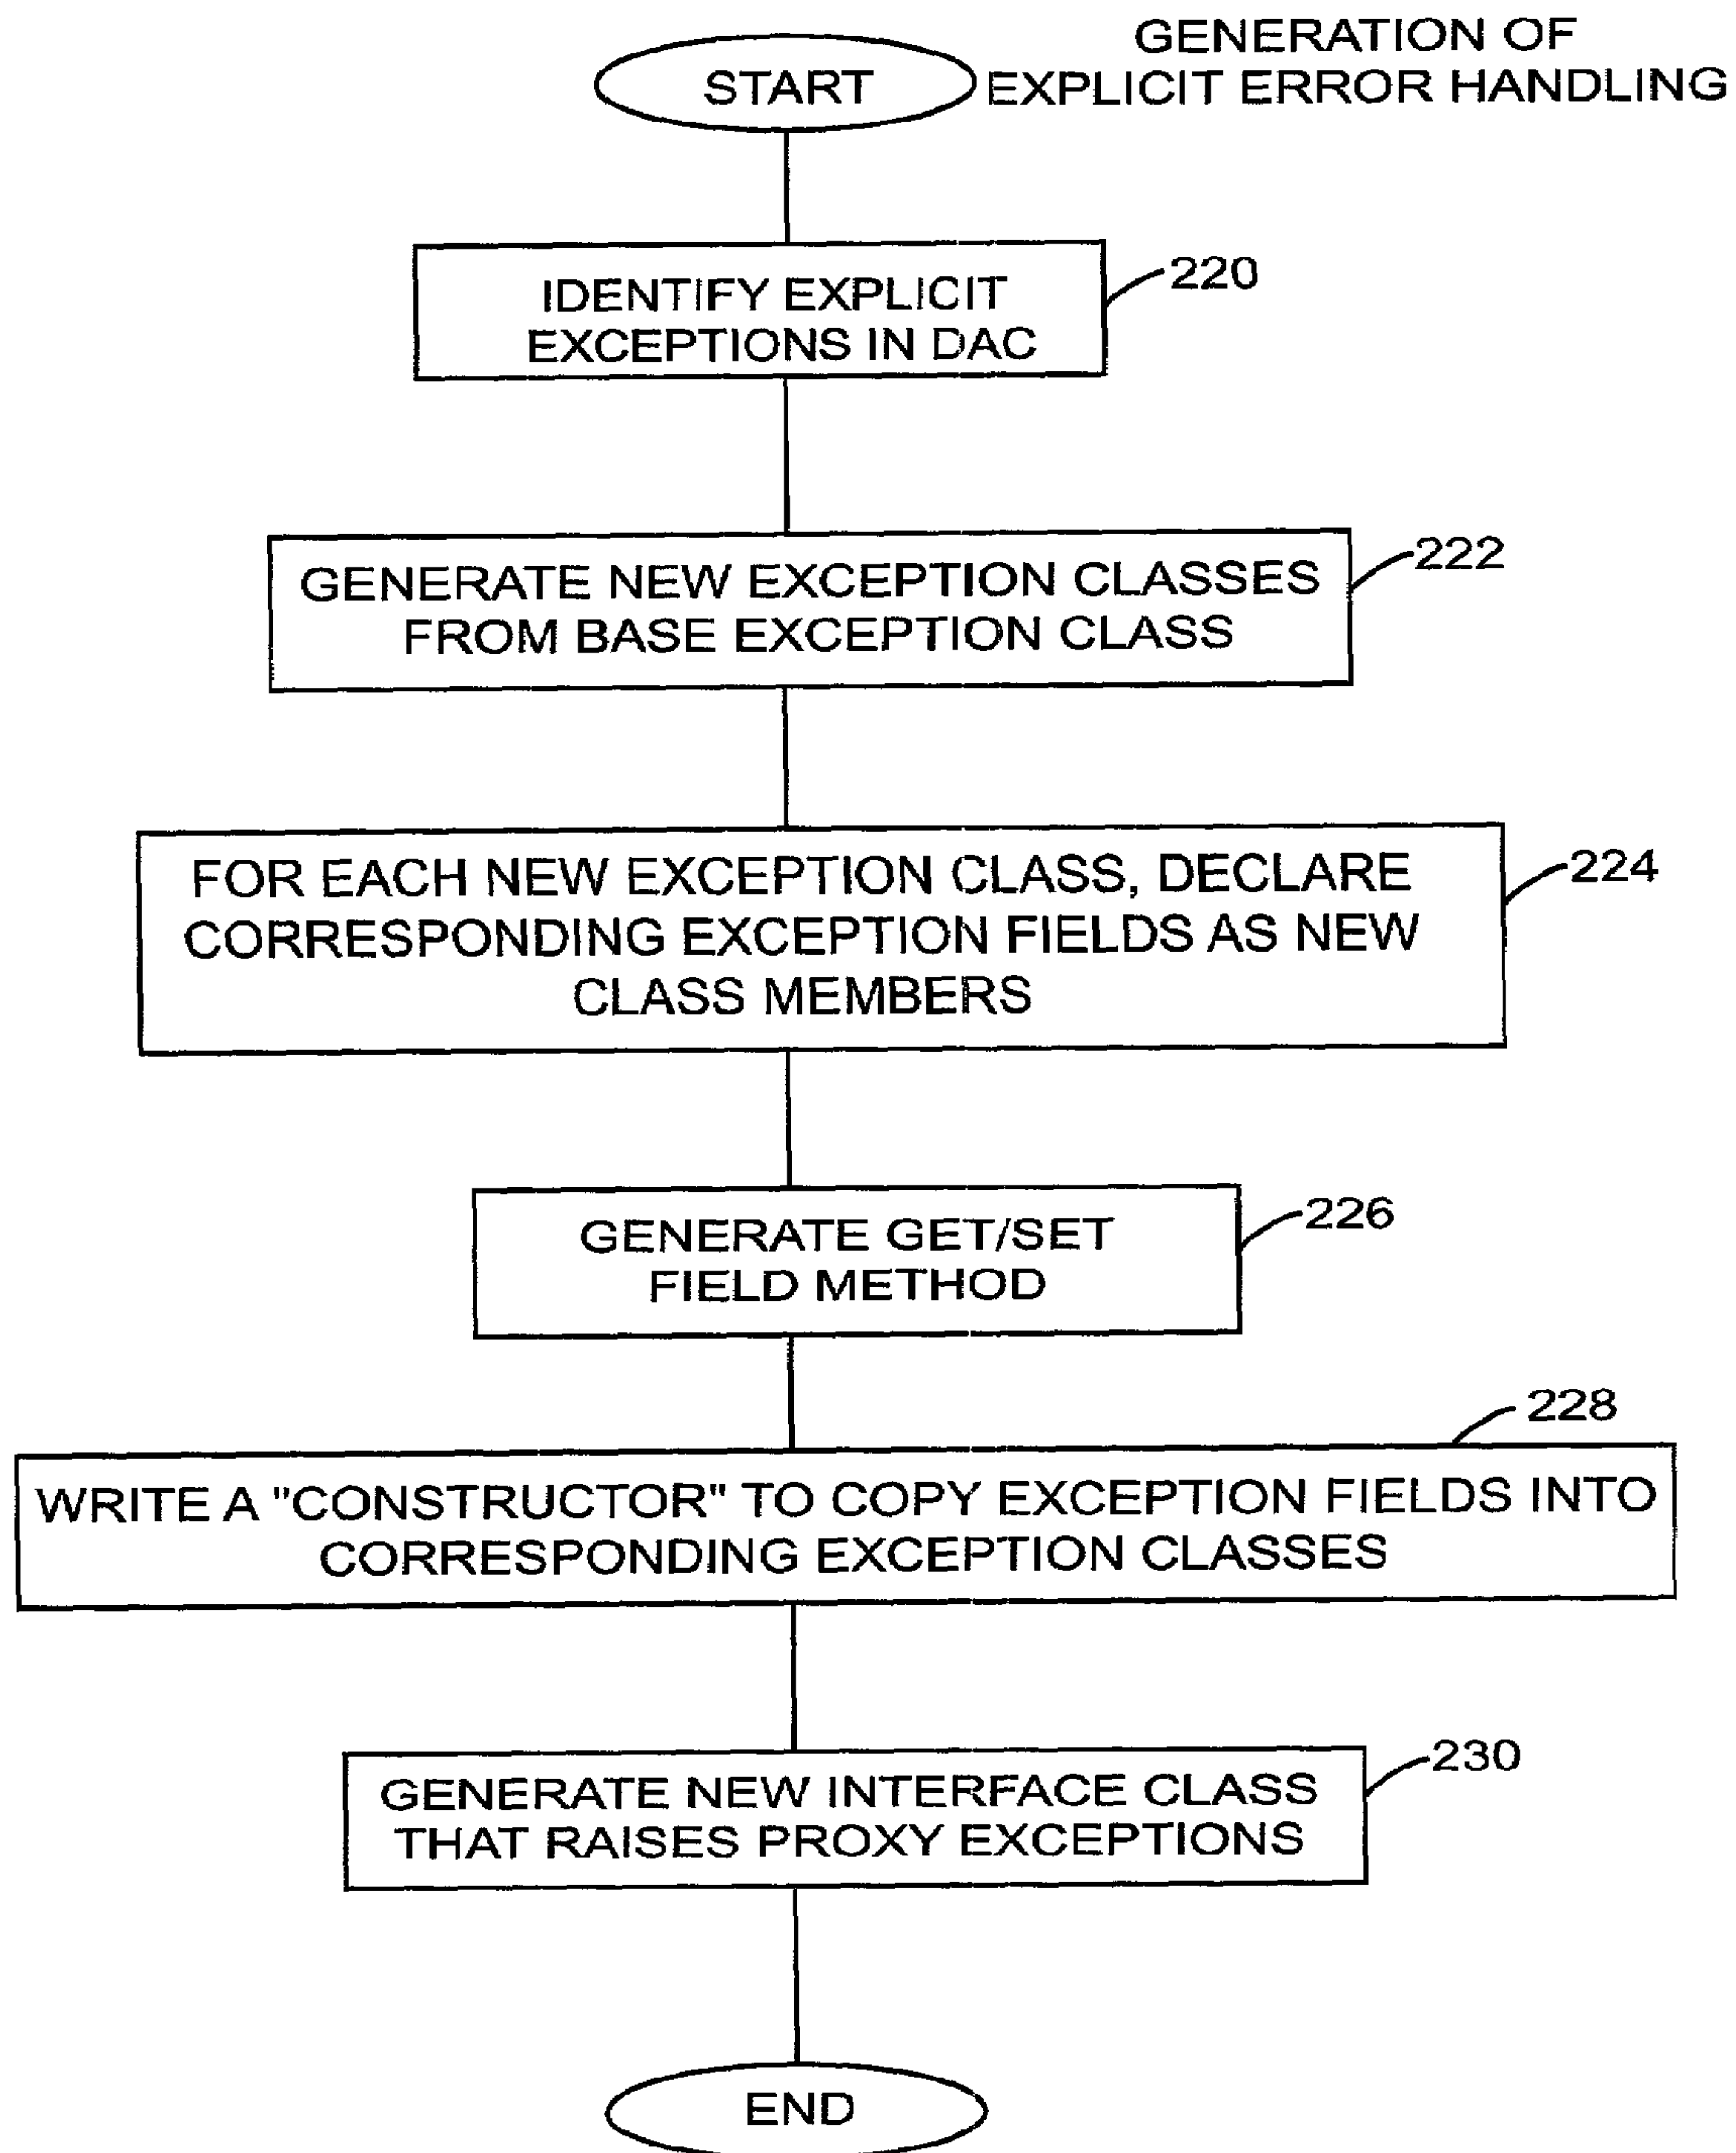 GENERATION OF
EXPLICIT ERROR HANDLING
START
IDENTIFY EXPLICIT
EXCEPTIONS IN DAC
220
GENERATE NEW EXCEPTION CLASSES
FROM BASE EXCEPTION CLASS
222
FOR EACH NEW EXCEPTION CLASS, DECLARE
CORRESPONDING EXCEPTION FIELDS AS NEW
CLASS MEMBERS
224
GENERATE GET/SET
FIELD METHOD
226
228
WRITE A "CONSTRUCTOR" TO COPY EXCEPTION FIELDS INTO
CORRESPONDING EXCEPTION CLASSES
230
GENERATE NEW INTERFACE CLASS
THAT RAISES PROXY EXCEPTIONS
END